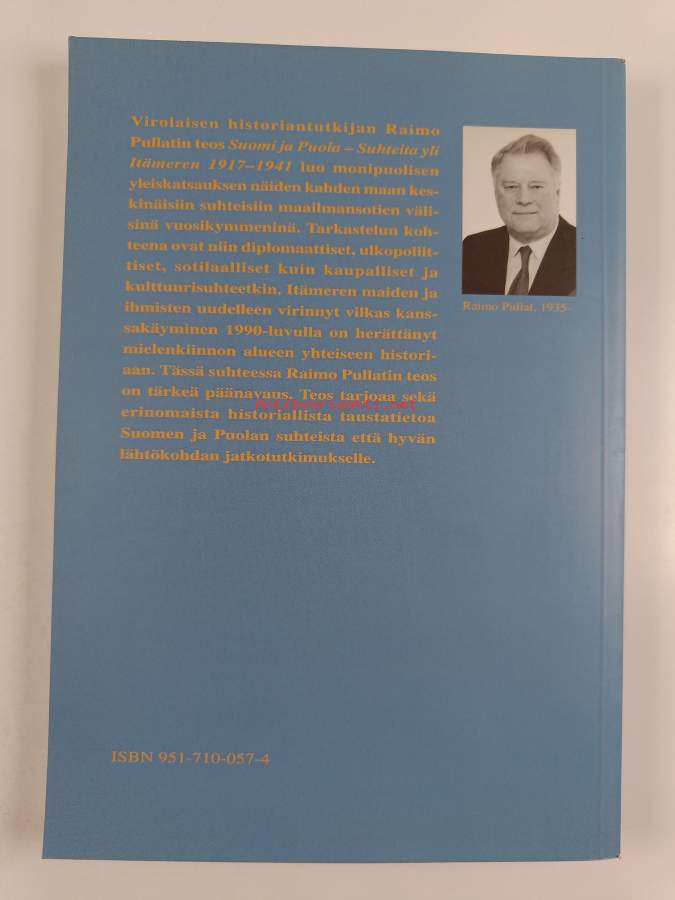 Virolaisen historiantutkijan Raimo
Pullatin teos Suomi ja Puola – Suhteita yli
Itämeren 1917–1941 luo monipuolisen
yleiskatsauksen näiden kahden maan kes-
kinäisiin suhteisiin maailmansotien väli-
sinä vuosikymmeninä. Tarkastelun koh-
teena ovat niin diplomaattiset, ulkopoliit-
tiset, sotilaalliset kuin kaupalliset ja
kulttuurisuhteetkin. Itämeren maiden ja
ihmisten uudelleen virinnyt vilkas kans-
sakäyminen 1990-luvulla on herättänyt
mielenkiinnon alueen yhteiseen histori-
aan. Tässä suhteessa Raimo Pullatin teos
on tärkeä päänavaus. Teos tarjoaa sekä
erinomaista historiallista taustatietoa
Suomen ja Puolan suhteista että hyvän
lähtökohdan jatkotutkimukselle.
Raimo Pullat, 1935-
ISBN 951-710-057-4